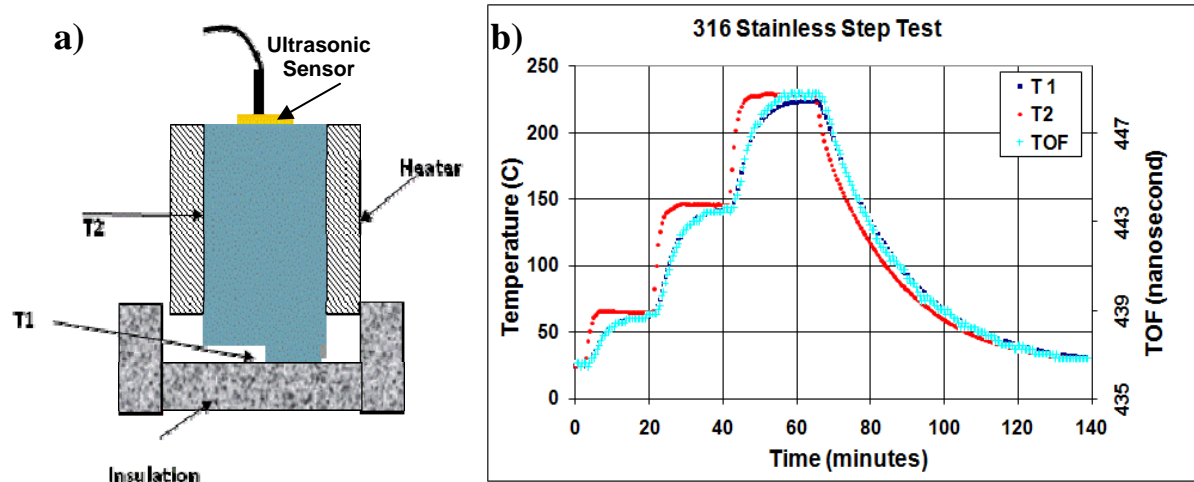 a)
Ultrasonic
Sensor
Heater
T2
T1
Insulation
b)
316 Stainless Step Test
250
200
150
100
50
0
Temperature (C)
T 1
T2
TOF
447
443
439
435
TOF (nanosecond)
0 20 40 60 80 100 120 140
Time (minutes)